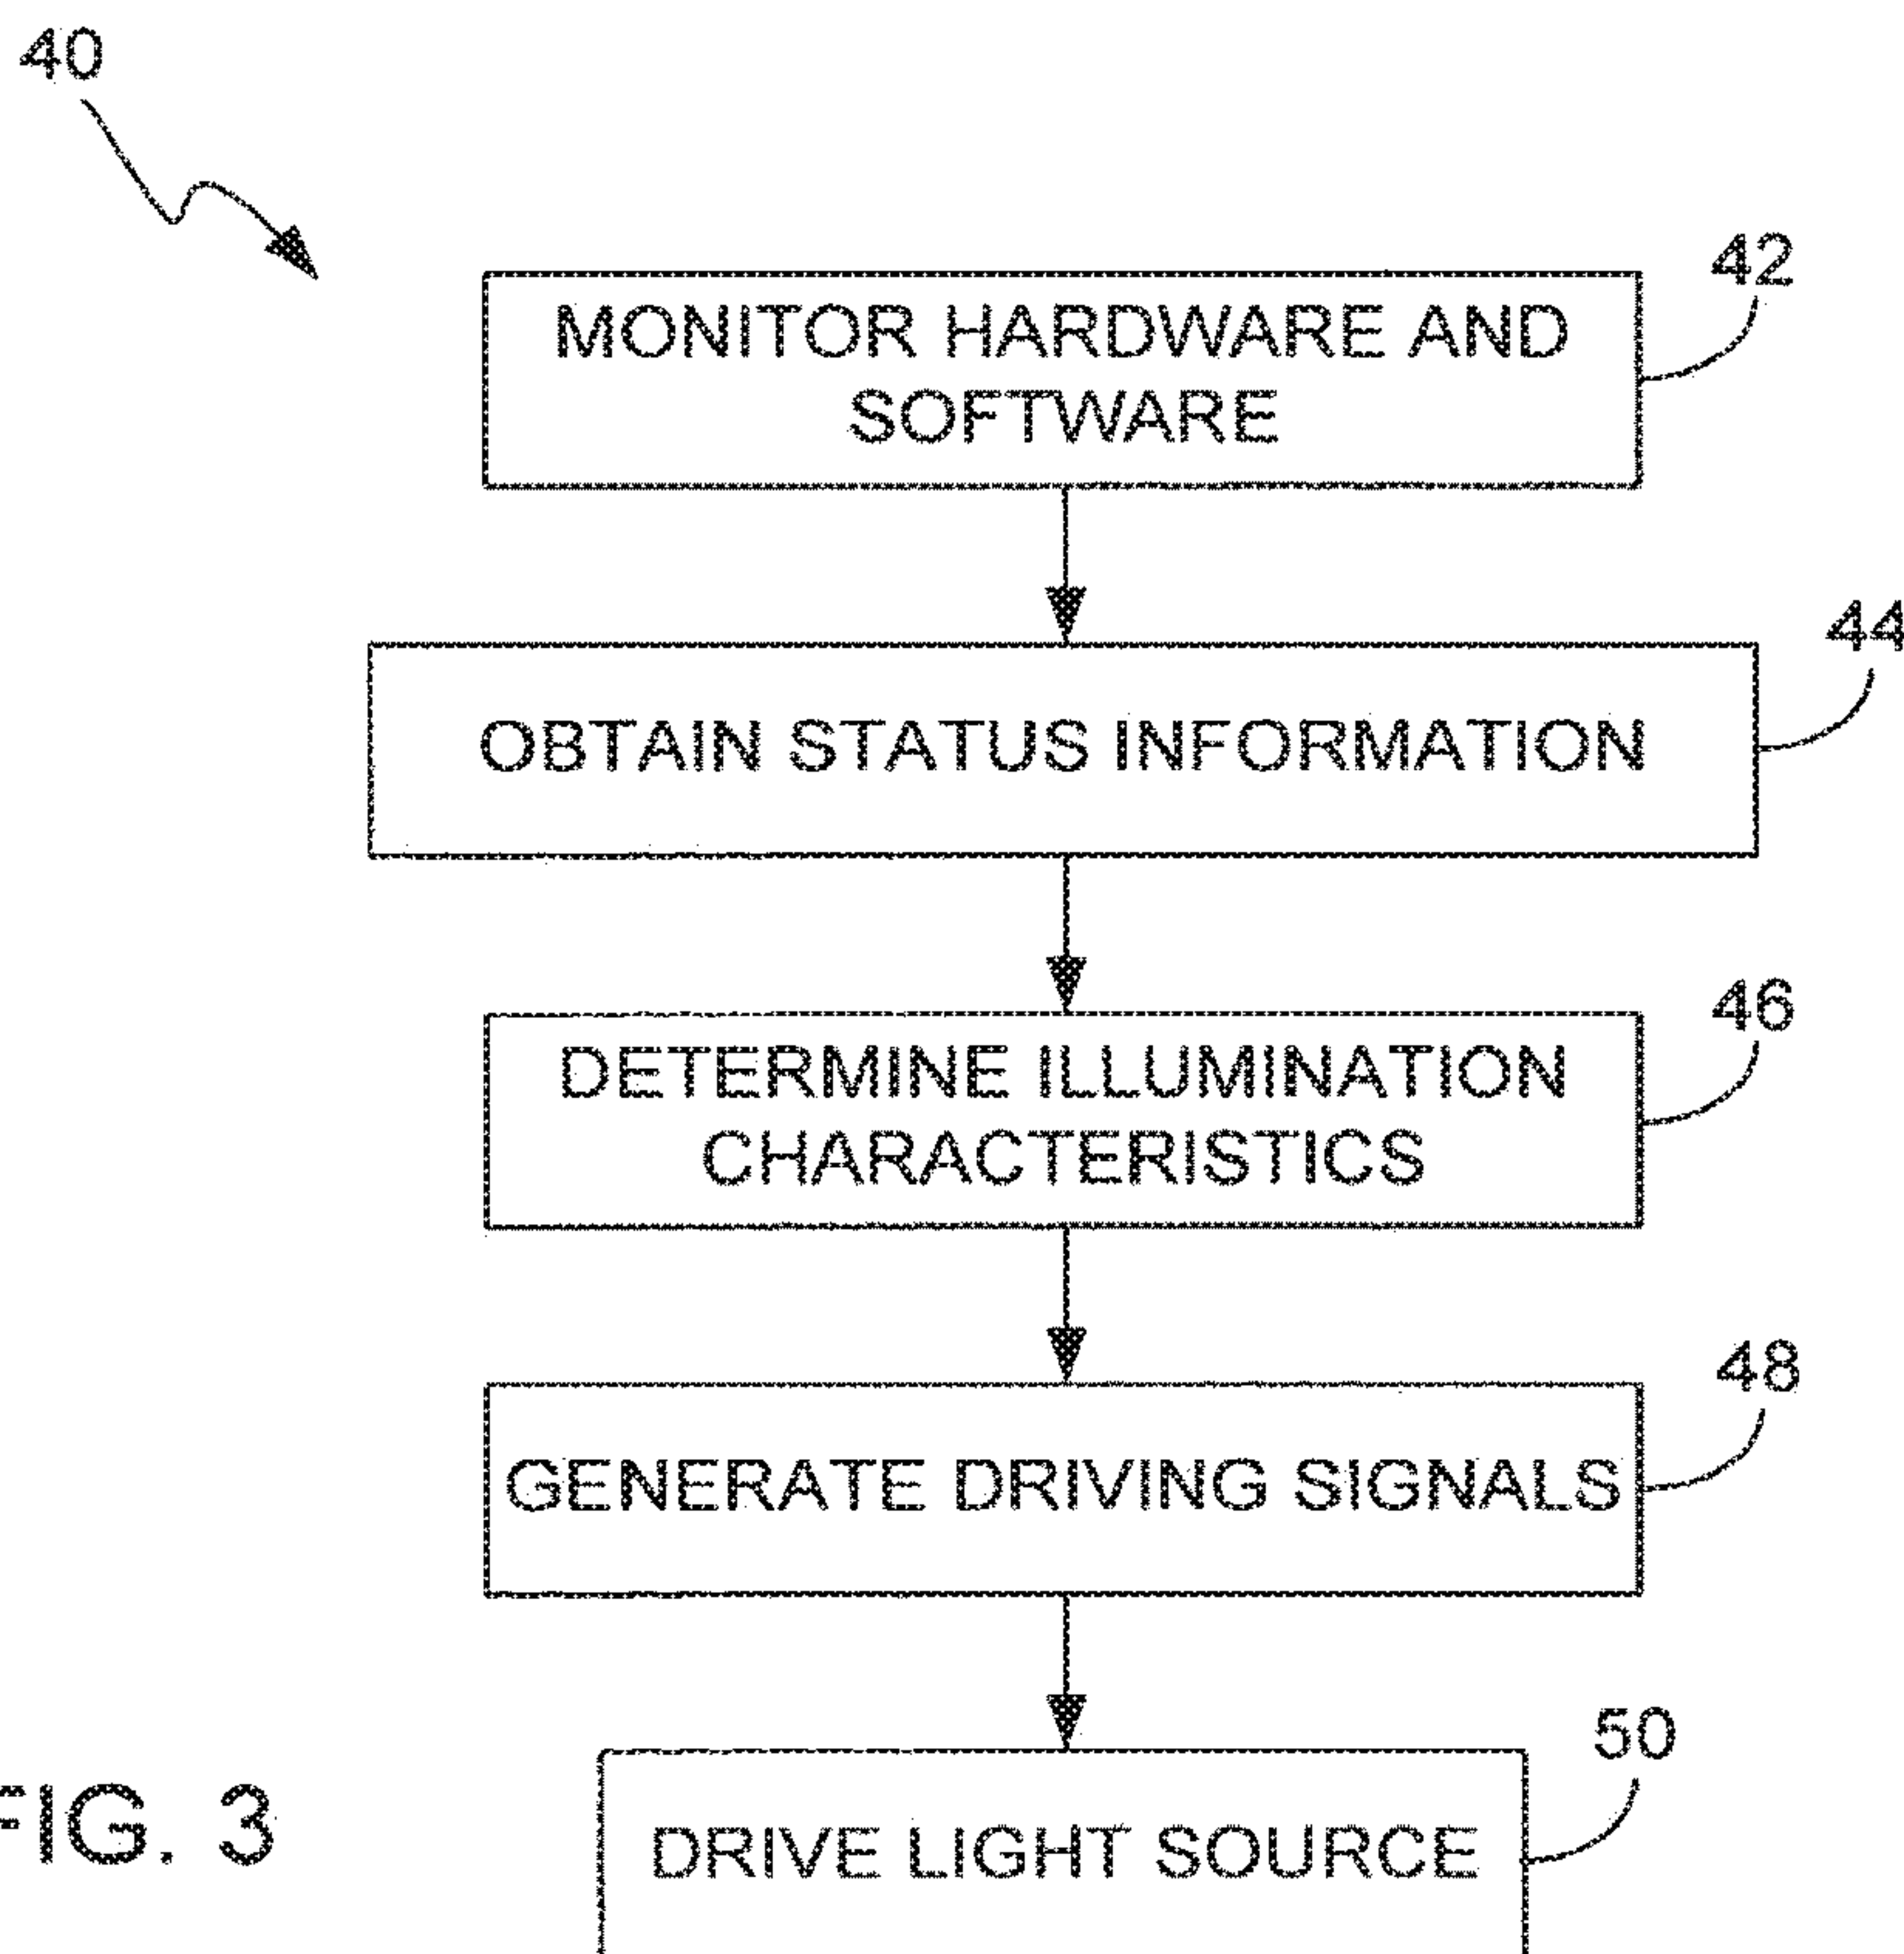 40
42
MONITOR HARDWARE AND
SOFTWARE
44
OBTAIN STATUS INFORMATION
46
DETERMINE ILLUMINATION
CHARACTERISTICS
48
GENERATE DRIVING SIGNALS
50
DRIVE LIGHT SOURCE
FIG. 3